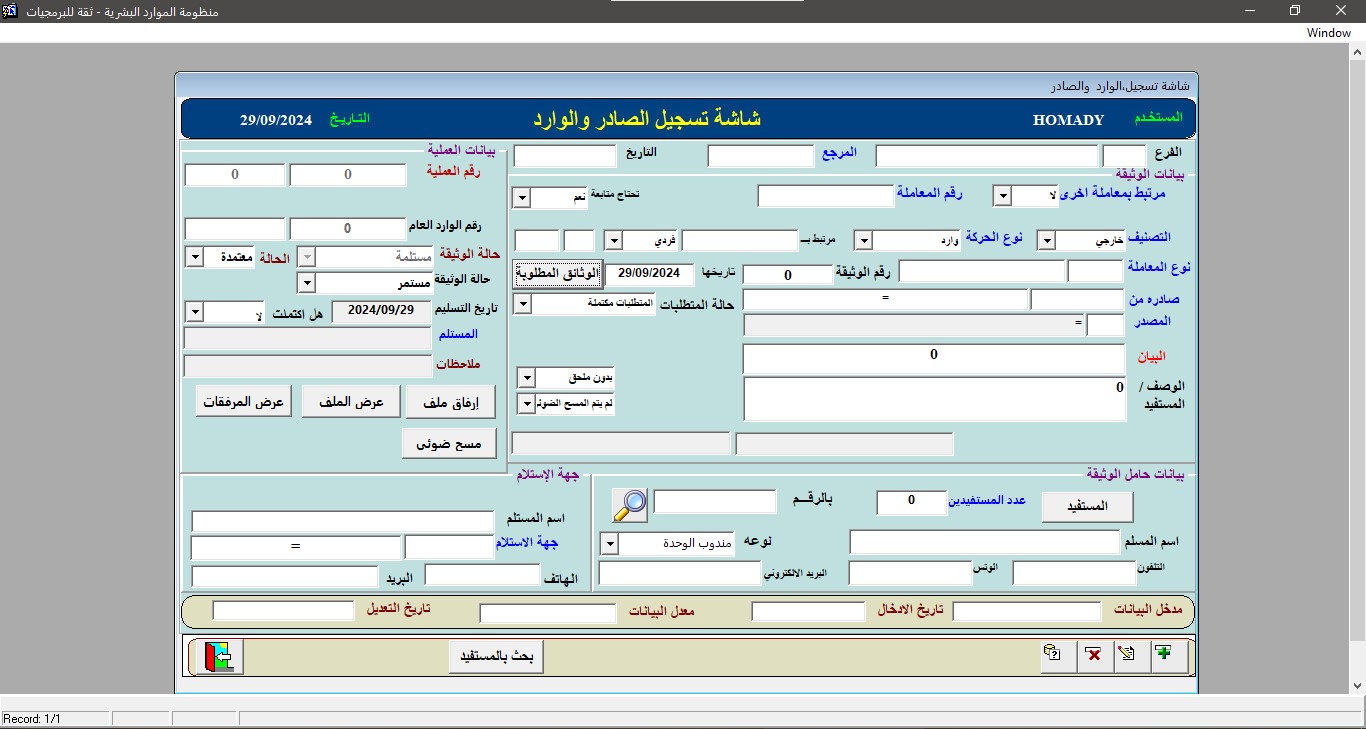 منظومة الموارد البشرية - ثقة للبرمجيات
Window
شاشة تسجيل،الوارد والصادر
المستخدم HOMADY شاشة تسجيل الصادر والوارد التاريخ 29/09/2024
الفرع المرجع التاريخ
بيانات الوثيقة
مرتبط بمعاملة اخرى لا رقم المعاملة تحتاج متابعة نعم
التصنيف خارجي نوع الحركة وارد مرتبط بــ فردي
نوع المعاملة رقم الوثيقة 0 تاريخها 29/09/2024 الوثائق المطلوبة
صادره من = حالة المتطلبات المتطلبات مكتملة
المصدر =
البيان 0
بدون ملحق
الوصف / المستفيد 0
لم يتم المسح الضوئ
بيانات العملية
رقم العملية 0 0
رقم الوارد العام 0
حالة الوثيقة مستلمة الحالة معتمدة
حالة الوثيقة مستمر
تاريخ التسليم 2024/09/29 هل اكتملت لا
المستلم
ملاحظات
إرفاق ملف عرض الملف عرض المرفقات
مسح ضوئى
بيانات حامل الوثيقة
المستفيد عدد المستفيدين 0 بالرقــم
اسم المسلم نوعه مندوب الوحدة
التلفون الوتس البريد الالكتروني
جهة الإستلام
اسم المستلم
جهة الاستلام =
الهاتف البريد
مدخل البيانات تاريخ الادخال معدل البيانات تاريخ التعديل
بحث بالمستفيد
Record: 1/1